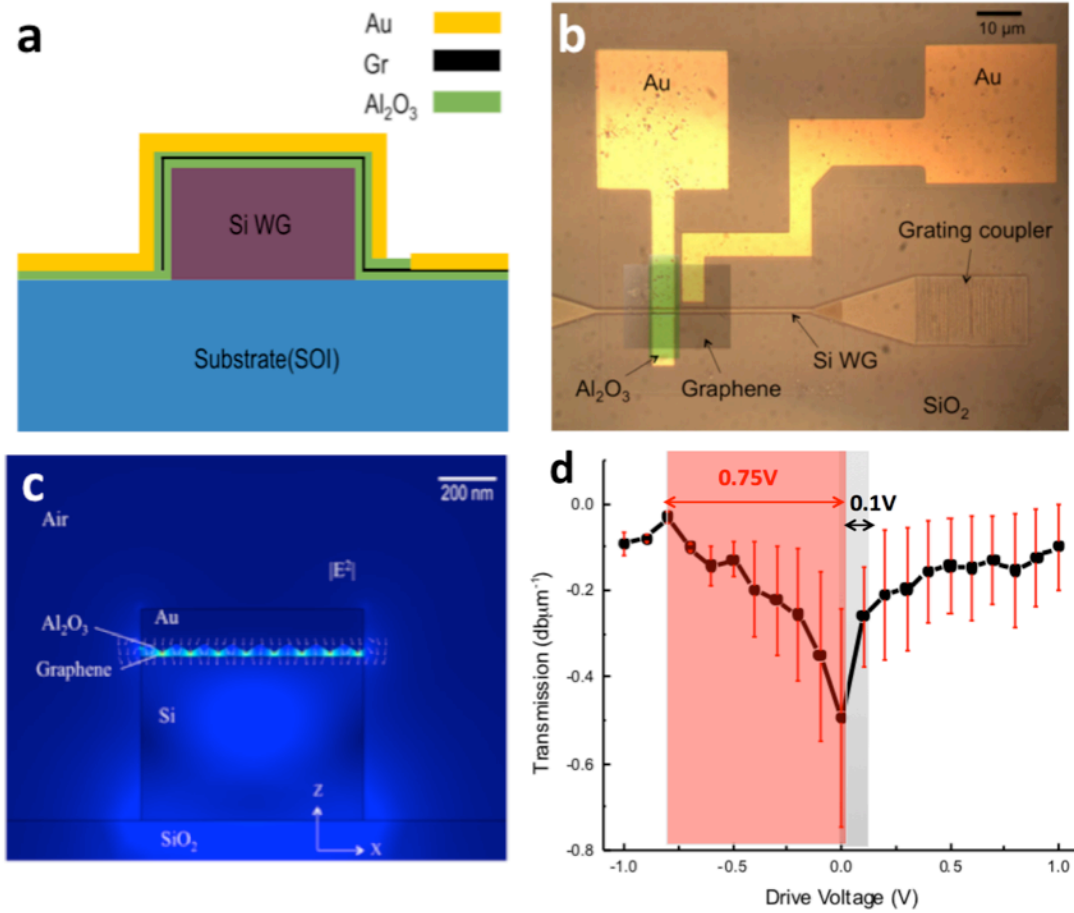 a
Au
Gr
Al₂O₃
Si WG
Substrate(SOI)
b
10 μm
Au
Au
Grating coupler
Si WG
Al₂O₃
Graphene
SiO₂
c
200 nm
Air
|E²|
Au
Al₂O₃
Graphene
Si
Z
X
SiO₂
d
0.75V
0.1V
0.0
-0.2
-0.4
-0.6
-0.8
Transmission (dbμm⁻¹)
-1.0 -0.5 0.0 0.5 1.0
Drive Voltage (V)